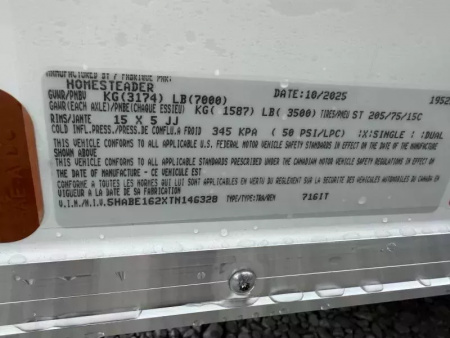 MANUFACTURED BY / FABRIQUE PAR:
HOMESTEADER DATE:10/2025
GVWR/PNBV KG(3174) LB(7000) 1952
GAWR(EACH AXLE)/PNBE(CHAQUE ESSIEU) KG( 1587) LB( 3500) TIRES/PNEU ST 205/75/15C
RIMS/JANTE 15 X 5 JJ
COLD INFL. PRESS./PRESS.DE CONFL.A FROID 345 KPA ( 50 PSI/LPC) :X:SINGLE : :DUAL
THIS VEHICLE CONFORMS TO ALL APPLICABLE U.S. FEDERAL MOTOR VEHICLE SAFETY STANDARDS IN EFFECT ON THE DATE OF MANUFACTURE
SHOWN ABOVE
THIS VEHICLE CONFORMS TO ALL APPLICABLE STANDARDS PRESCRIBED UNDER THE CANADIAN MOTOR VEHICLE SAFETY REGULATIONS IN EFFECT ON
THE DATE OF MANUFACTURE - CE VEHICULE EST
CONFORME A TOUTES LES NORMES QUI LUI SONT APPLICABLES EN VERTU DU REGLEMENT SUR LA SECURITE DES VEHICULES AUTOMOBILES DU CANADA EN
VIGUEUR A LA DATE DE SA FABRICATION
V.I.N./N.I.V. 5HABE162XTN146328 TYPE/TYPE:TRA/REM 716IT